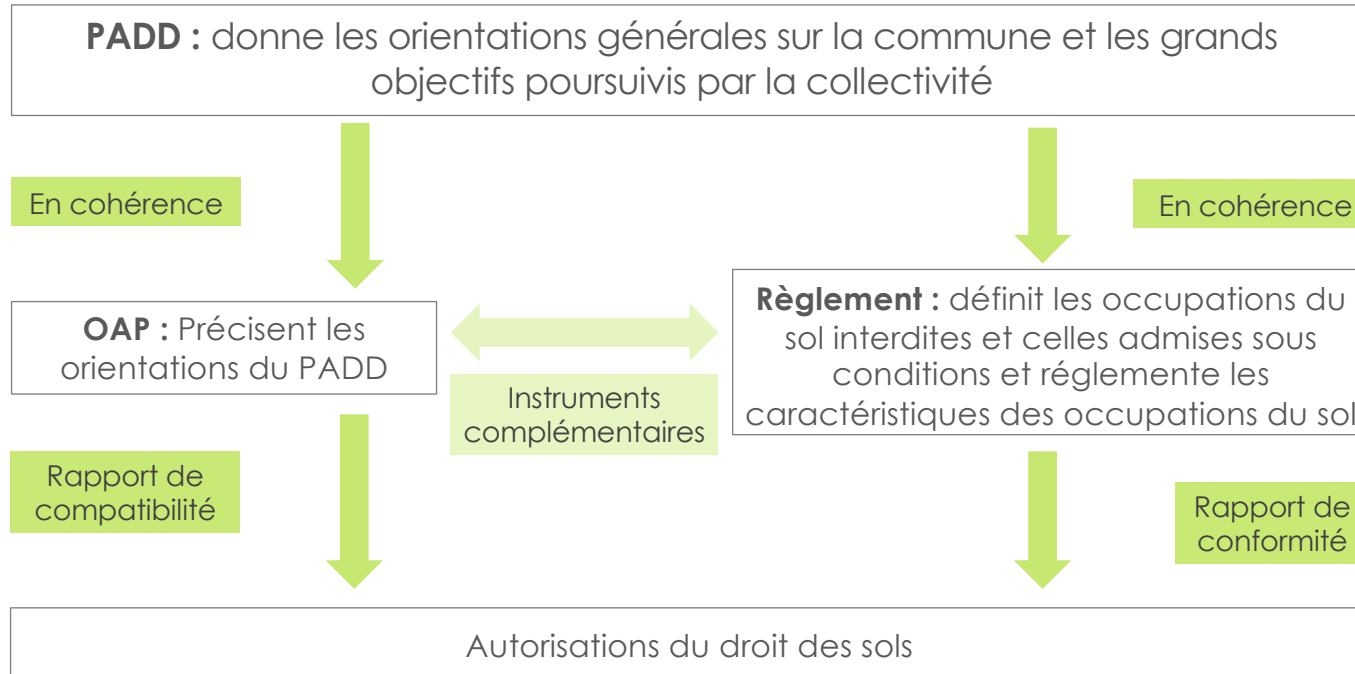 PADD : donne les orientations générales sur la commune et les grands
objectifs poursuivis par la collectivité
En cohérence
En cohérence
OAP : Précisent les
orientations du PADD
Instruments
complémentaires
Règlement : définit les occupations du
sol interdites et celles admises sous
conditions et réglemente les
caractéristiques des occupations du sol
Rapport de
compatibilité
Rapport de
conformité
Autorisations du droit des sols